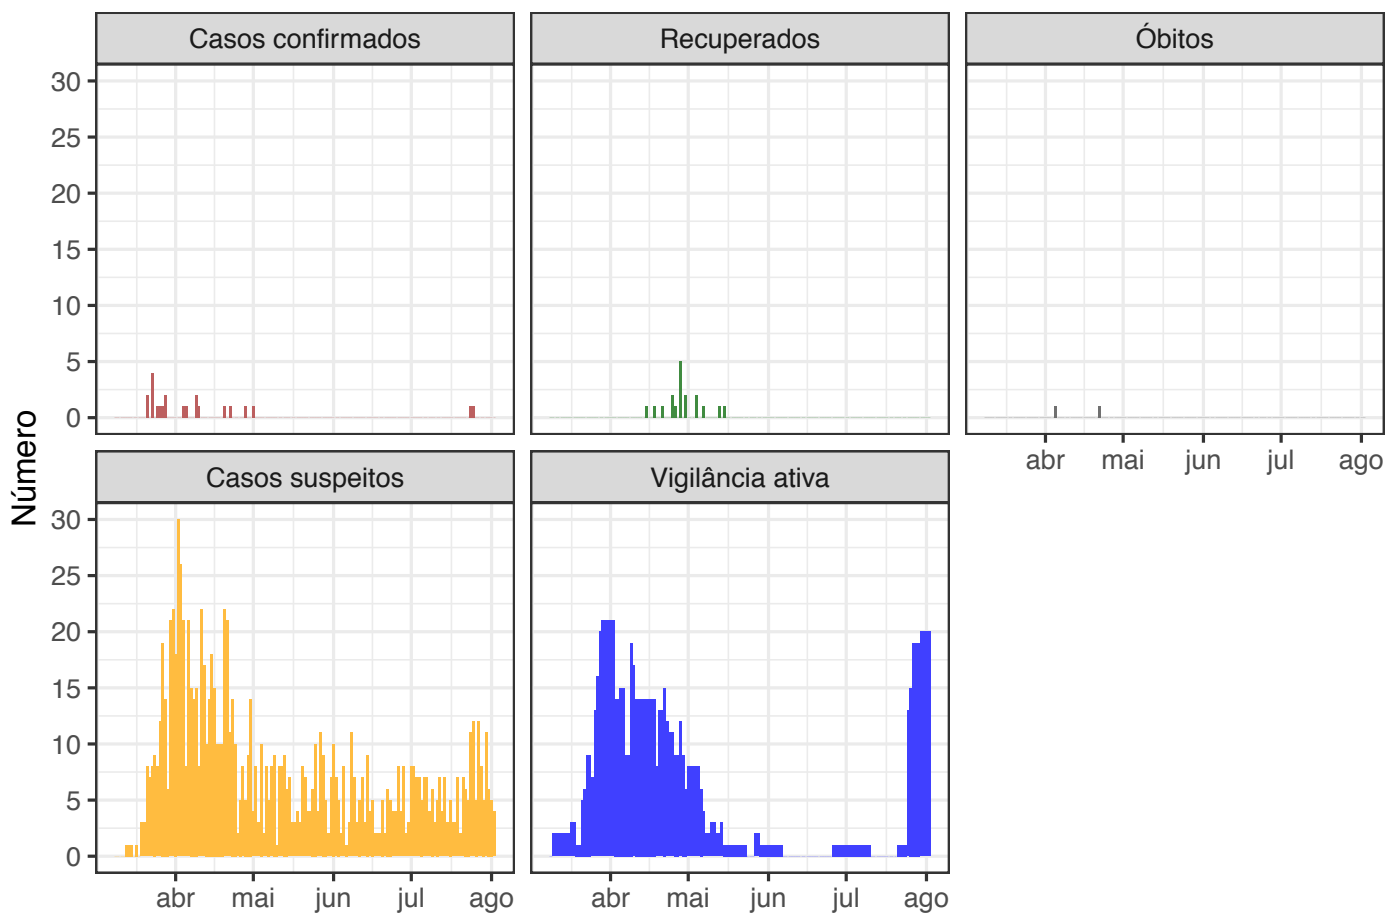 Casos confirmados
Recuperados
Óbitos
30
25
20
15
10
5
0
abr mai jun jul ago
Número
Casos suspeitos
Vigilância ativa
30
25
20
15
10
5
0
abr mai jun jul ago
abr mai jun jul ago